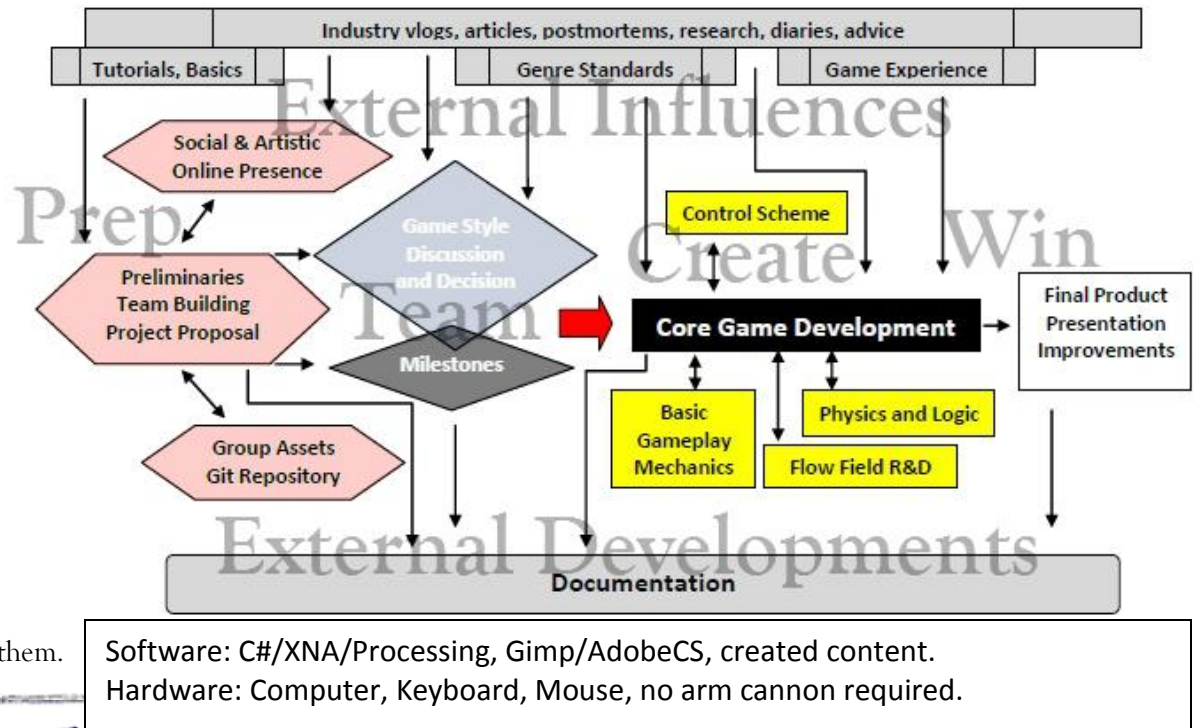 Industry vlogs, articles, postmortems, research, diaries, advice
Tutorials, Basics
Genre Standards
Game Experience
External Influences
Social & Artistic
Online Presence
Prep
Game Style
Discussion
and Decision
Control Scheme
Create
Win
Preliminaries
Team Building
Project Proposal
Team
Core Game Development
Final Product
Presentation
Improvements
Milestones
Basic
Gameplay
Mechanics
Physics and Logic
Flow Field R&D
Group Assets
Git Repository
External Developments
Documentation
them.
Software: C#/XNA/Processing, Gimp/AdobeCS, created content.
Hardware: Computer, Keyboard, Mouse, no arm cannon required.